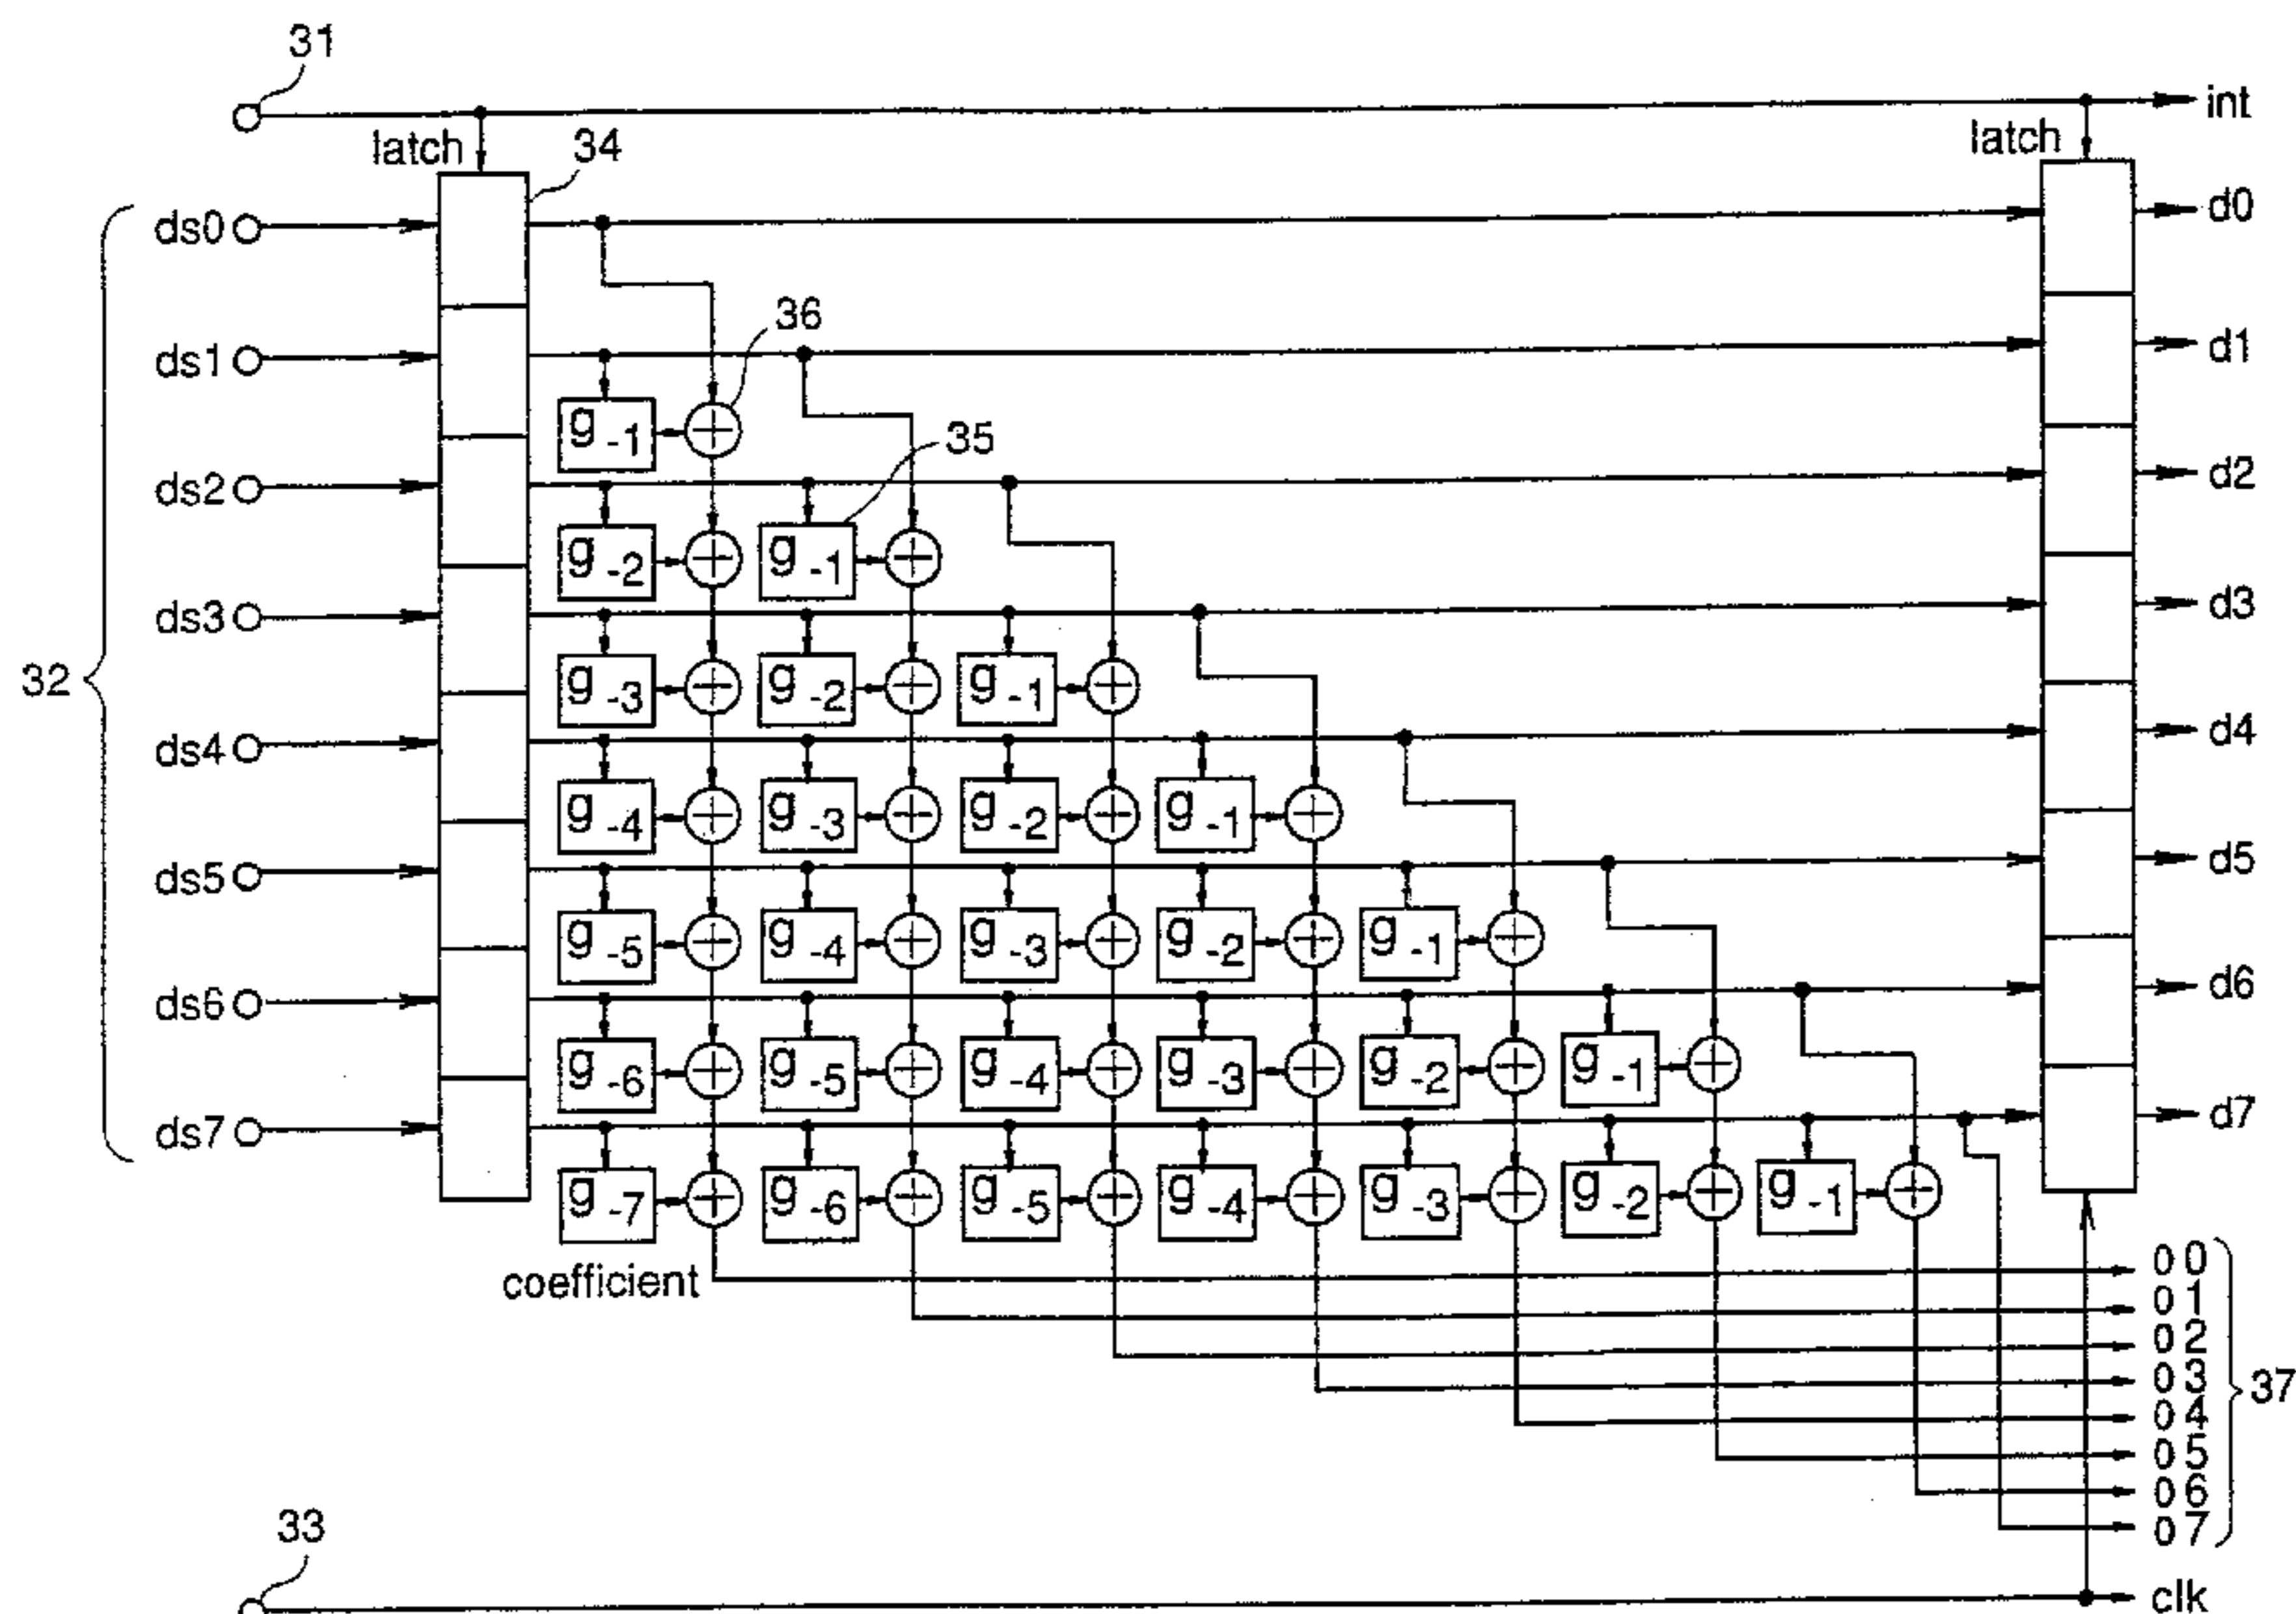 31
int
latch
34
latch
ds0
d0
36
ds1
d1
g-1
35
ds2
d2
g-2 g-1
ds3
d3
32
g-3 g-2 g-1
ds4
d4
g-4 g-3 g-2 g-1
ds5
d5
g-5 g-4 g-3 g-2 g-1
ds6
d6
g-6 g-5 g-4 g-3 g-2 g-1
ds7
d7
g-7 g-6 g-5 g-4 g-3 g-2 g-1
coefficient
0 0
0 1
0 2
0 3
37
0 4
0 5
0 6
0 7
33
clk